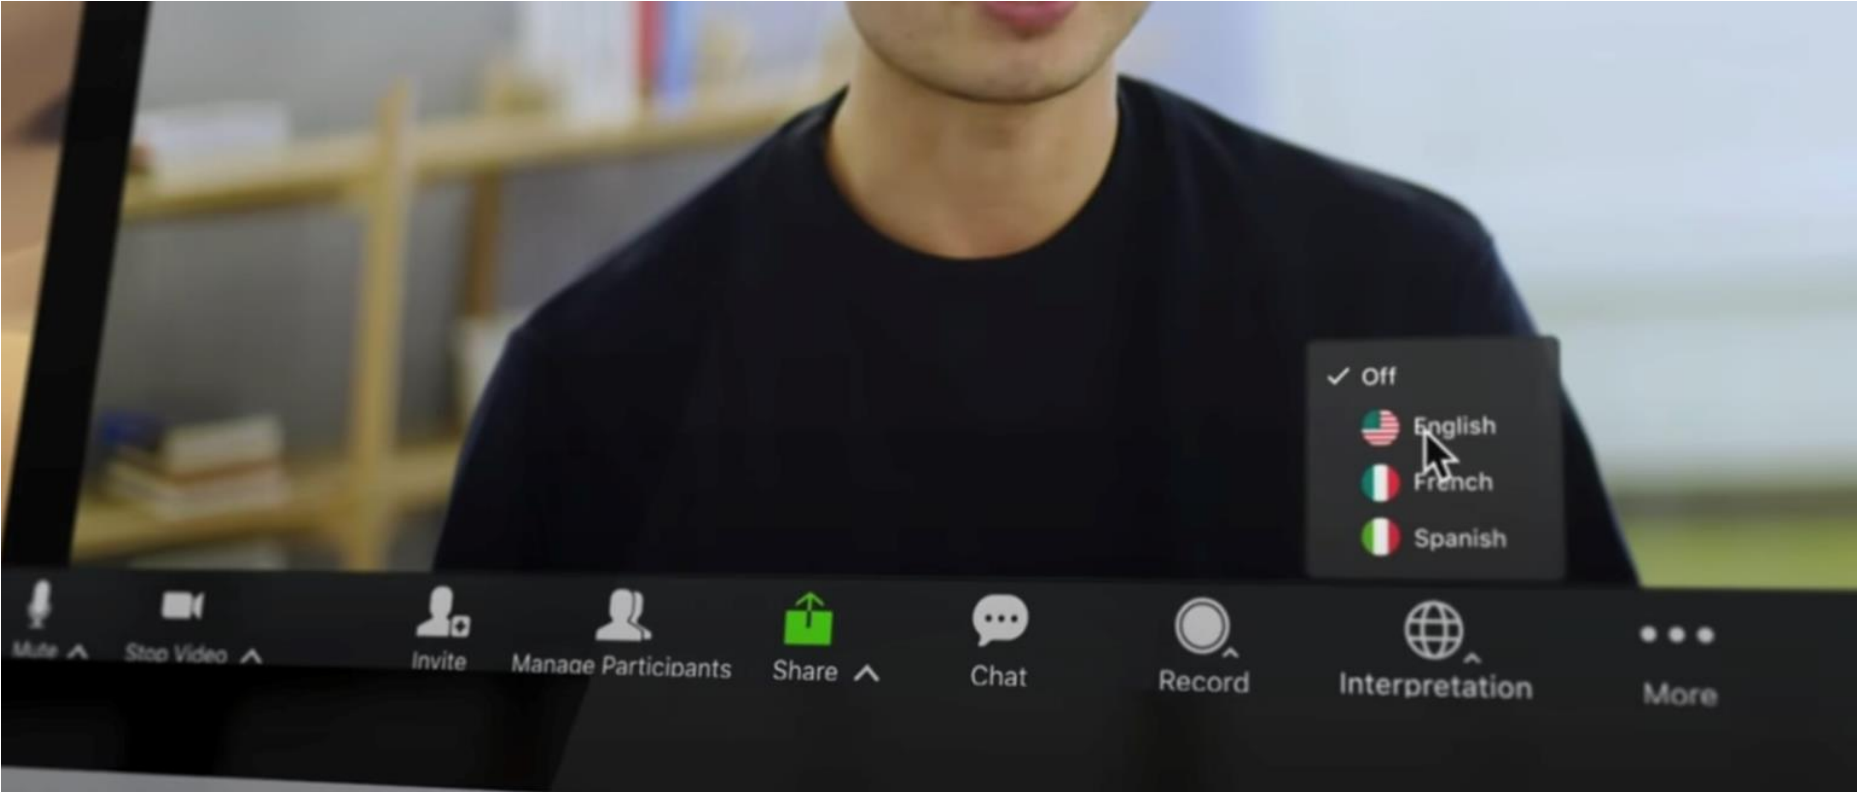 Off
English
French
Spanish
Mute
Stop Video
Invite
Manage Participants
Share
Chat
Record
Interpretation
More